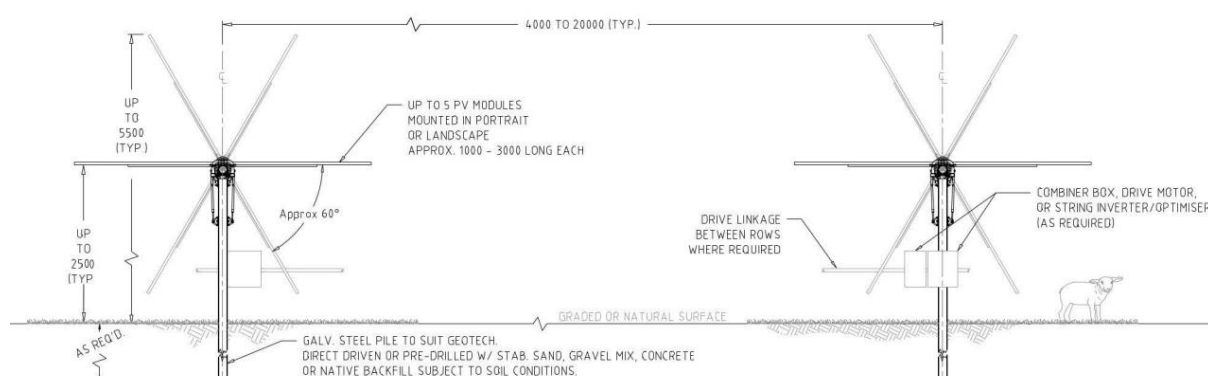 4000 TO 20000 (TYP.)
UP
TO
5500
(TYP.)
UP TO 5 PV MODULES
MOUNTED IN PORTRAIT
OR LANDSCAPE
APPROX. 1000 - 3000 LONG EACH
Approx 60°
UP
TO
2500
(TYP
DRIVE LINKAGE
BETWEEN ROWS
WHERE REQUIRED
COMBINER BOX, DRIVE MOTOR,
OR STRING INVERTER/OPTIMISER
(AS REQUIRED)
GRADED OR NATURAL SURFACE
AS REQ'D.
GALV. STEEL PILE TO SUIT GEOTECH.
DIRECT DRIVEN OR PRE-DRILLED W/ STAB. SAND, GRAVEL MIX, CONCRETE
OR NATIVE BACKFILL SUBJECT TO SOIL CONDITIONS.